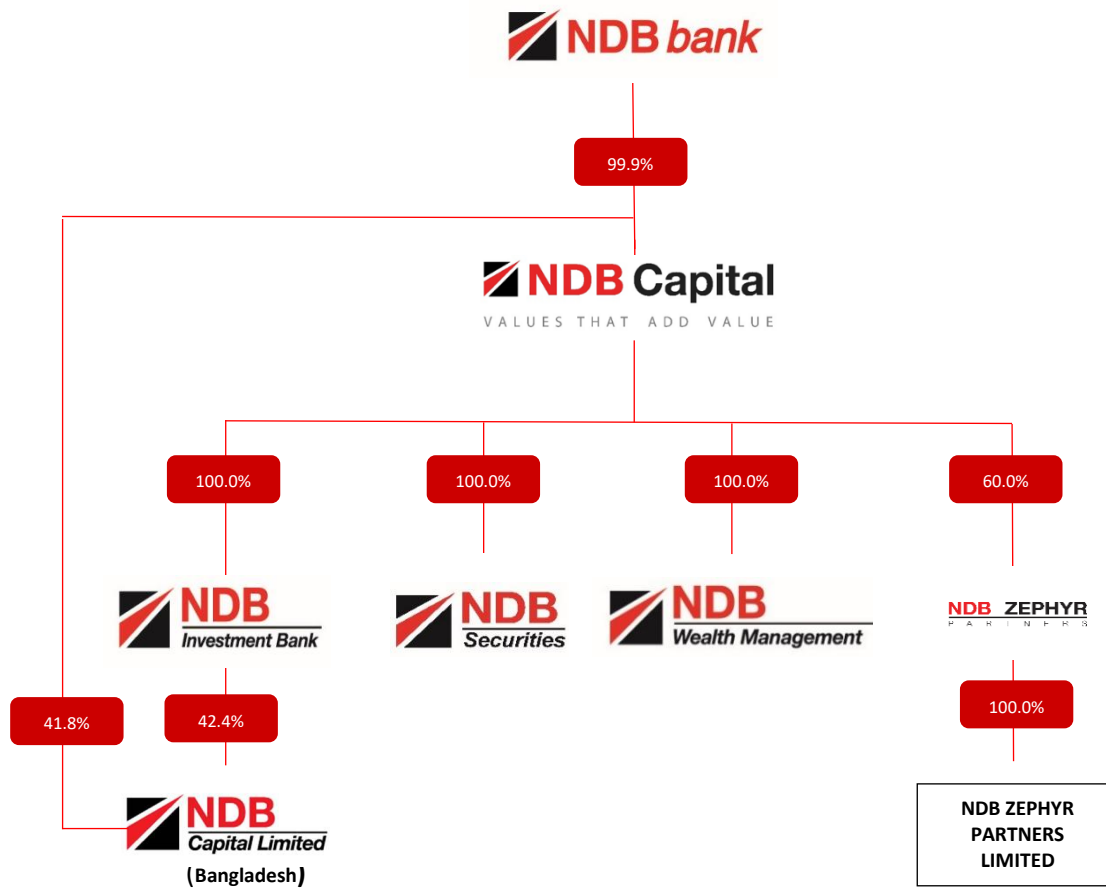 NDB bank
99.9%
NDB Capital
VALUES THAT ADD VALUE
100.0%
100.0%
100.0%
60.0%
NDB
Investment Bank
NDB
Securities
NDB
Wealth Management
NDB ZEPHYR
PARTNERS
41.8%
42.4%
100.0%
NDB
Capital Limited
(Bangladesh)
NDB ZEPHYR
PARTNERS
LIMITED